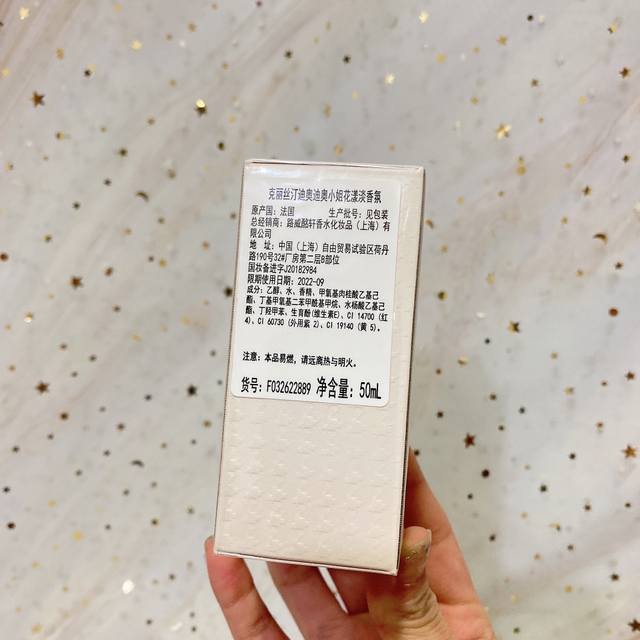 克丽丝汀迪奥迪奥小姐花漾淡香氛
原产国：法国 生产批号：见包装
总经销商：路威酩轩香水化妆品（上海）有
限公司
地 址：中国（上海）自由贸易试验区荷丹
路190号32#厂房第二层B部位
国妆备进字J20182984
限期使用日期：2022-09
成分：乙醇、水、香精、甲氧基肉桂酸乙基己
酯、丁基甲氧基二苯甲酰基甲烷、水杨酸乙基己
酯、丁羟甲苯、生育酚(维生素E)、CI 14700（红
4）、CI 60730（外用紫 2）、CI 19140（黄 5）。
注意：本品易燃，请远离热与明火。
货号：F032622889 净含量：50mL